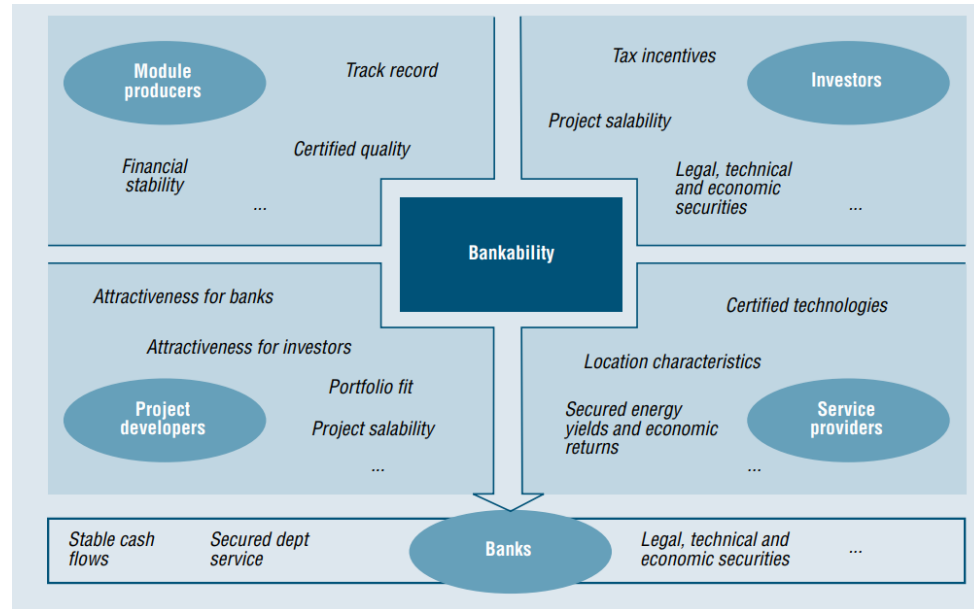 Module
producers
Track record
Certified quality
Financial
stability
...
Tax incentives
Investors
Project salability
Legal, technical
and economic
securities
...
Bankability
Attractiveness for banks
Attractiveness for investors
Portfolio fit
Project
developers
Project salability
...
Certified technologies
Location characteristics
Secured energy
yields and economic
returns
Service
providers
...
Stable cash
flows
Secured dept
service
Banks
Legal, technical and
economic securities
...